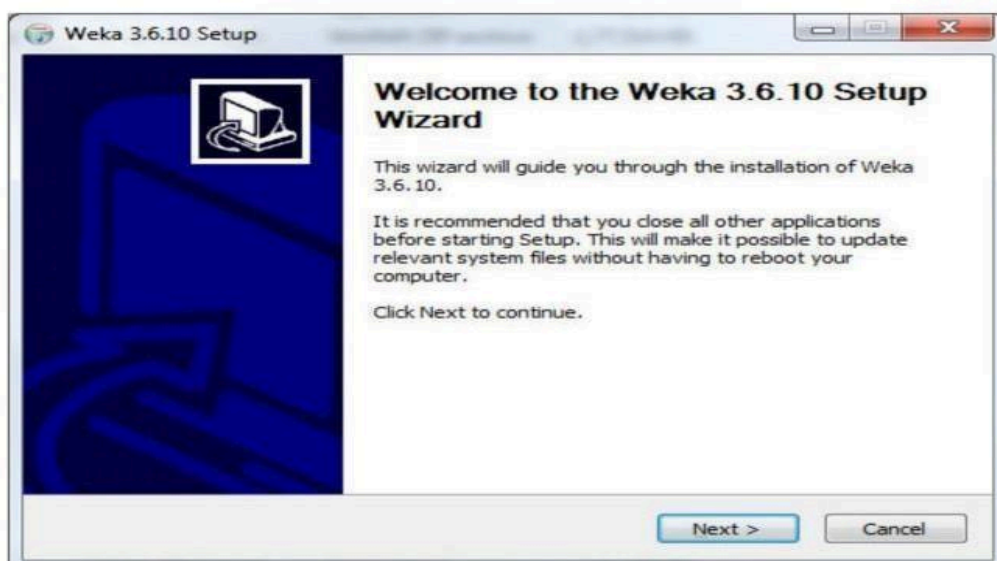 Weka 3.6.10 Setup
Welcome to the Weka 3.6.10 Setup
Wizard
This wizard will guide you through the installation of Weka
3.6.10.
It is recommended that you close all other applications
before starting Setup. This will make it possible to update
relevant system files without having to reboot your
computer.
Click Next to continue.
Next >
Cancel